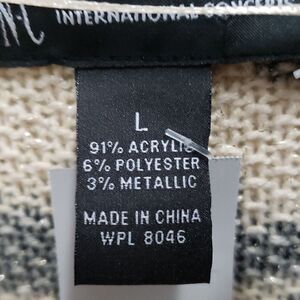 INTERNATIONAL CONCEPTS
L
91% ACRYLIC
6% POLYESTER
3% METALLIC
MADE IN CHINA
WPL 8046